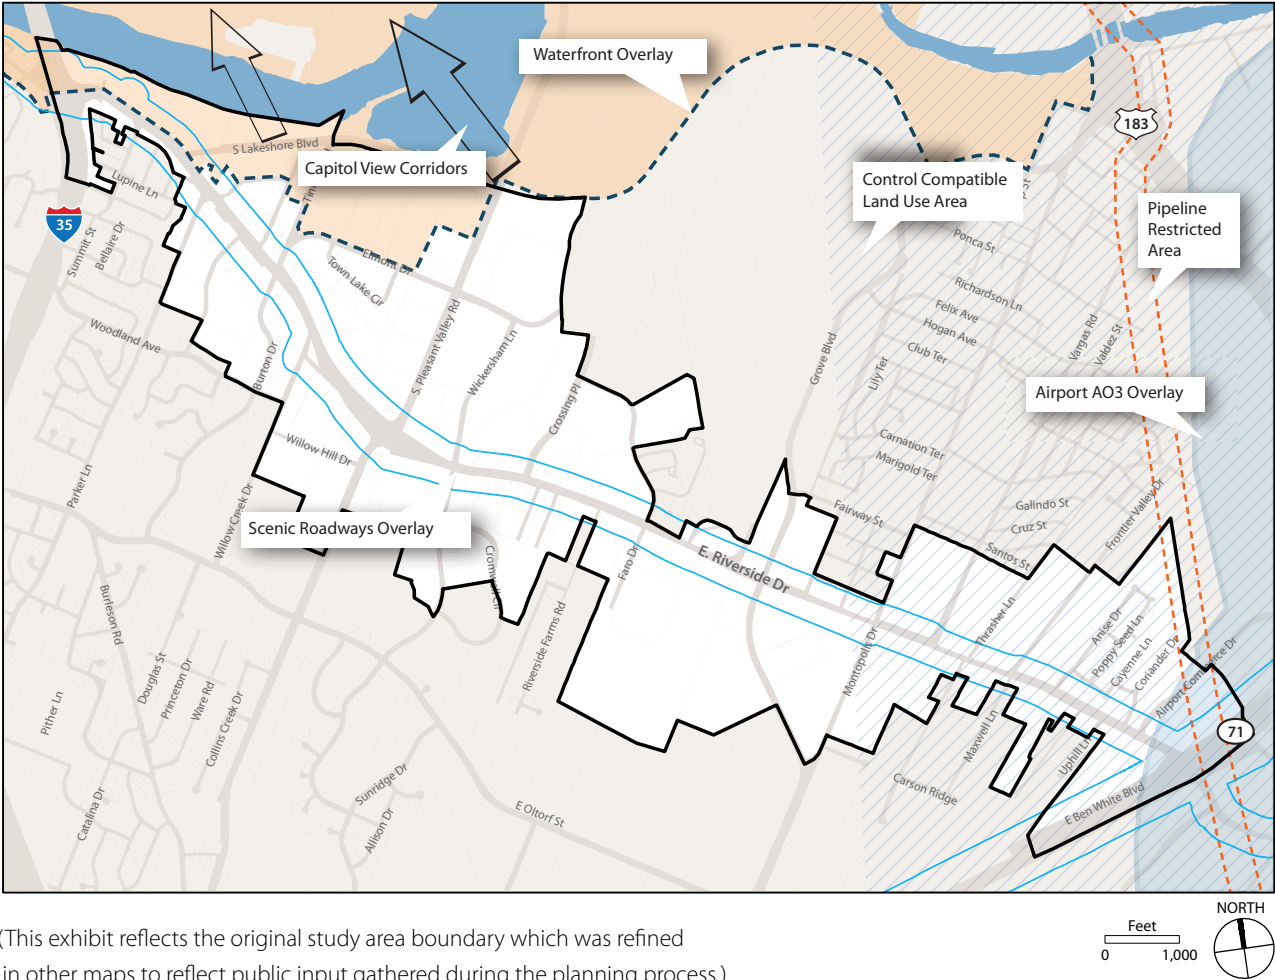 Waterfront Overlay
183
S Lakeshore Blvd
Capitol View Corridors
Control Compatible
Land Use Area
Lupine Ln
35
Summit St
Bellaire Dr
Pipeline
Restricted
Area
Ponca St
Elmont Dr
Town Lake Cir
Richardson Ln
Felix Ave
Hogan Ave
Club Ter
Vargas Rd
Valdez St
Woodland Ave
Burton Dr
S. Pleasant Valley Rd
Wickersham Ln
Crossing Pl
Grove Blvd
Lily Ter
Airport AO3 Overlay
Willow Hill Dr
Carnation Ter
Marigold Ter
Parker Ln
Willow Creek Dr
Scenic Roadways Overlay
Fairway St
Galindo St
Cruz St
Santos St
Frontier Valley Dr
Cromwell Cir
Faro Dr
E. Riverside Dr
Burleson Rd
Riverside Farms Rd
Montopolis Dr
Thrasher Ln
Anise Dr
Poppy Seed Ln
Cayenne Ln
Coriander Dr
Airport Commerce Dr
Douglas St
Princeton Dr
Ware Rd
Collins Creek Dr
Pither Ln
71
Maxwell Ln
Uphill Ln
Carson Ridge
E Ben White Blvd
Sunridge Dr
Allison Dr
Catalina Dr
E Oltorf St
NORTH
Feet
0 1,000
(This exhibit reflects the original study area boundary which was refined
in other maps to reflect public input gathered during the planning process.)